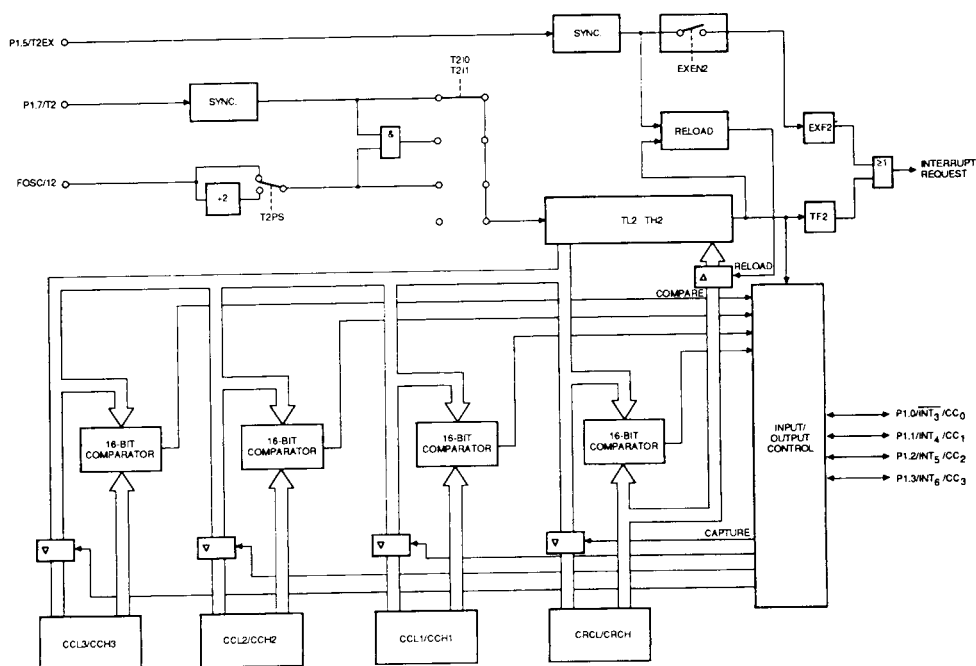 P1.5/T2EX
SYNC.
EXEN2
T2I0
T2I1
P1.7/T2
SYNC.
&
RELOAD
EXF2
≥1
INTERRUPT
REQUEST
FOSC/12
÷2
T2PS
TL2 TH2
TF2
RELOAD
COMPARE
16-BIT
COMPARATOR
16-BIT
COMPARATOR
16-BIT
COMPARATOR
16-BIT
COMPARATOR
INPUT/
OUTPUT
CONTROL
P1.0/INT3/CC0
P1.1/INT4/CC1
P1.2/INT5/CC2
P1.3/INT6/CC3
CAPTURE
CCL3/CCH3
CCL2/CCH2
CCL1/CCH1
CRCL/CRCH